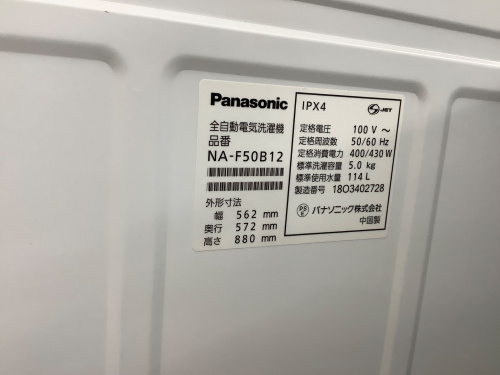 Panasonic
全自動電気洗濯機
品番
NA-F50B12
外形寸法
幅 562 mm
奥行 572 mm
高さ 880 mm
IPX4
JET
定格電圧 100 V ～
定格周波数 50/60 Hz
定格消費電力 400/430 W
標準洗濯容量 5.0 kg
標準使用水量 114 L
製造番号 18O3402728
PS E パナソニック株式会社
中国製